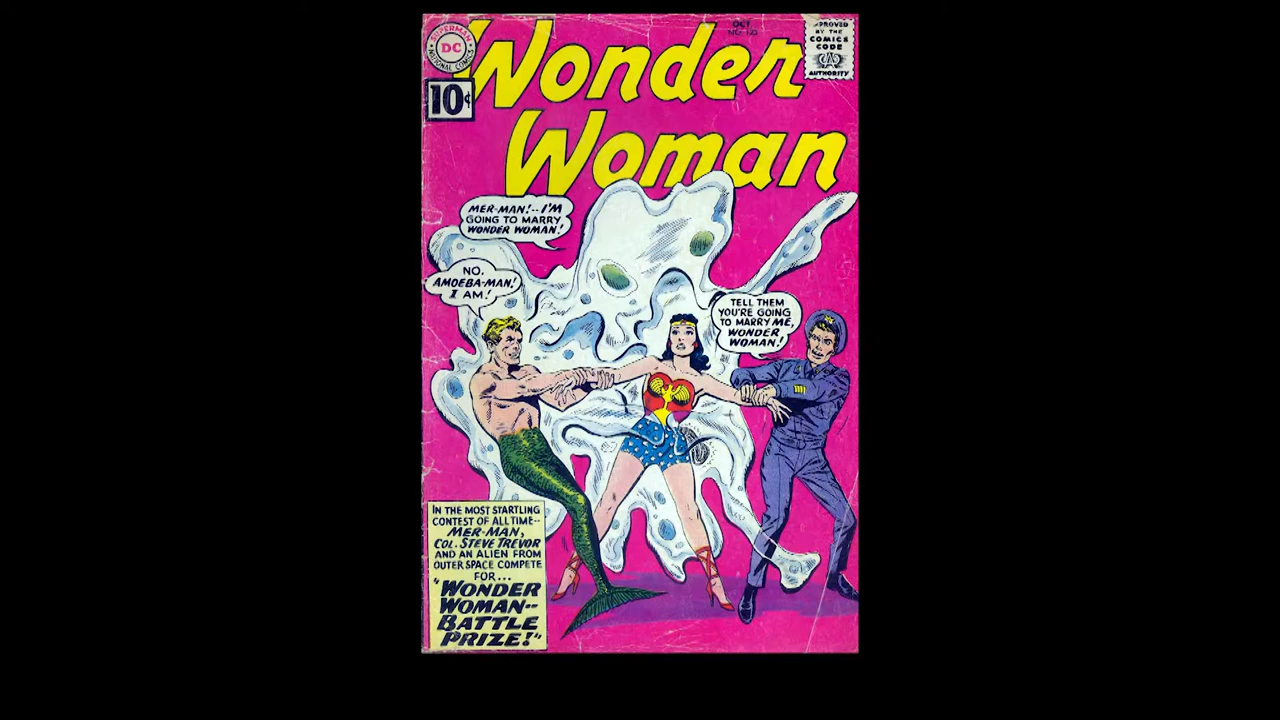 SUPERMAN
DC
NATIONAL COMICS
OCT.
10¢
Wonder
Woman
APPROVED
BY THE
COMICS
CODE
AUTHORITY
MER-MAN!--I'M
GOING TO MARRY
WONDER WOMAN!
NO,
AMOEBA-MAN!
I AM!
TELL THEM
YOU'RE GOING
TO MARRY ME,
WONDER
WOMAN!
IN THE MOST STARTLING
CONTEST OF ALL TIME--
MER-MAN,
COL. STEVE TREVOR
AND AN ALIEN FROM
OUTER SPACE COMPETE
FOR...
"WONDER
WOMAN--
BATTLE
PRIZE!"